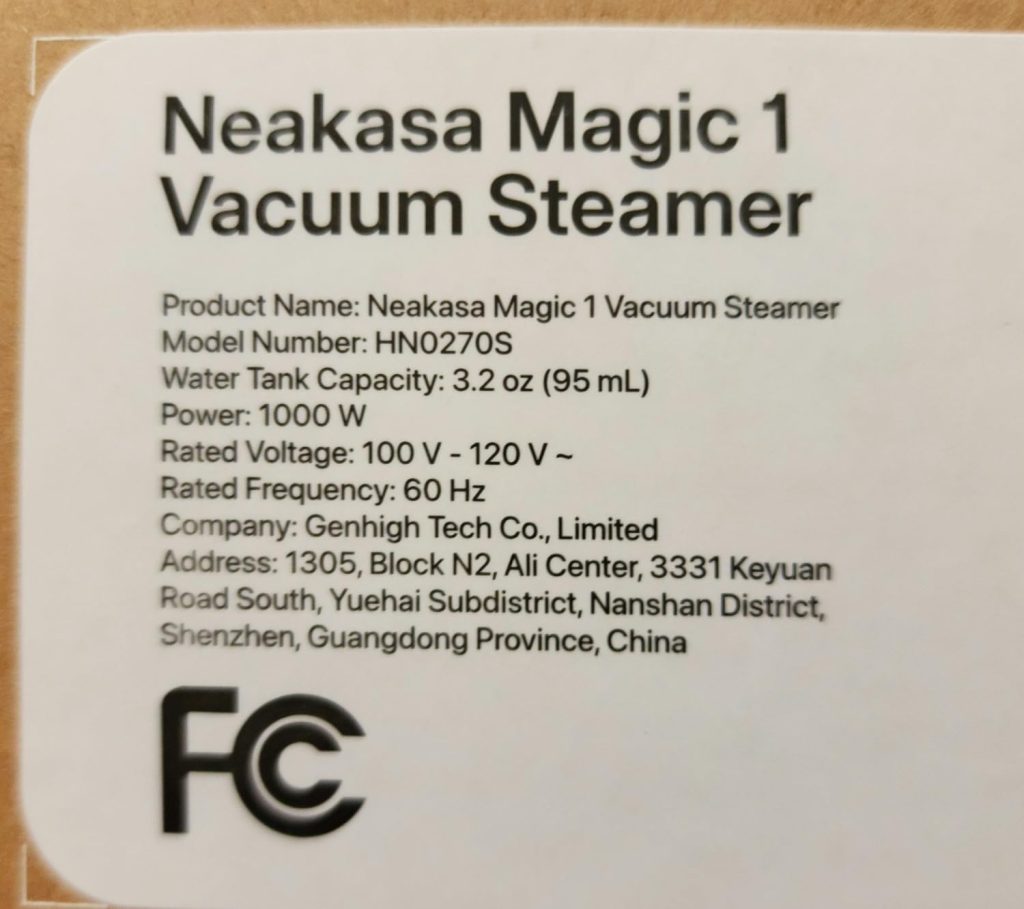 Neakasa Magic 1
Vacuum Steamer
Product Name: Neakasa Magic 1 Vacuum Steamer
Model Number: HN0270S
Water Tank Capacity: 3.2 oz (95 mL)
Power: 1000 W
Rated Voltage: 100 V - 120 V ~
Rated Frequency: 60 Hz
Company: Genhigh Tech Co., Limited
Address: 1305, Block N2, Ali Center, 3331 Keyuan
Road South, Yuehai Subdistrict, Nanshan District,
Shenzhen, Guangdong Province, China
FC